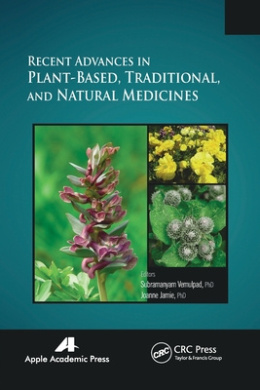 RECENT ADVANCES IN
PLANT-BASED, TRADITIONAL,
AND NATURAL MEDICINES
Editors
Subramanyam Vemulpad, PhD
Joanne Jamie, PhD
Apple Academic Press
CRC Press
Taylor & Francis Group